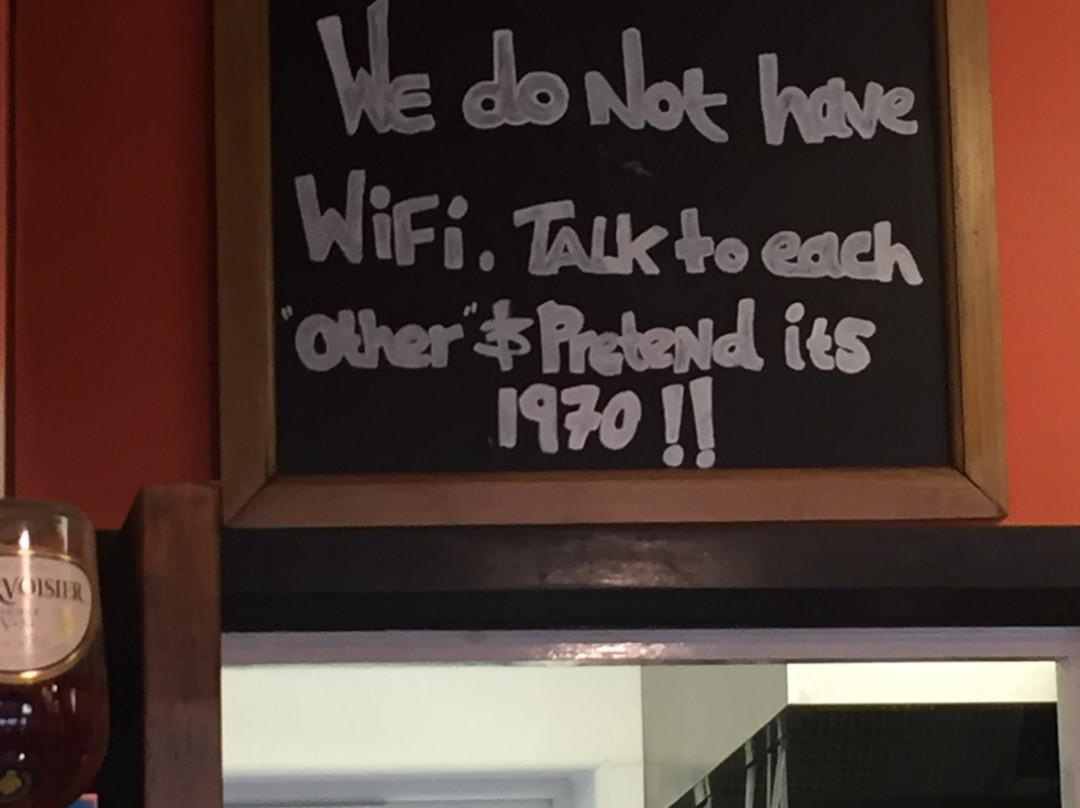 WE do Not have
WiFi. TALK to each
"other" & PreteNd its
1970 !!
VOISIER